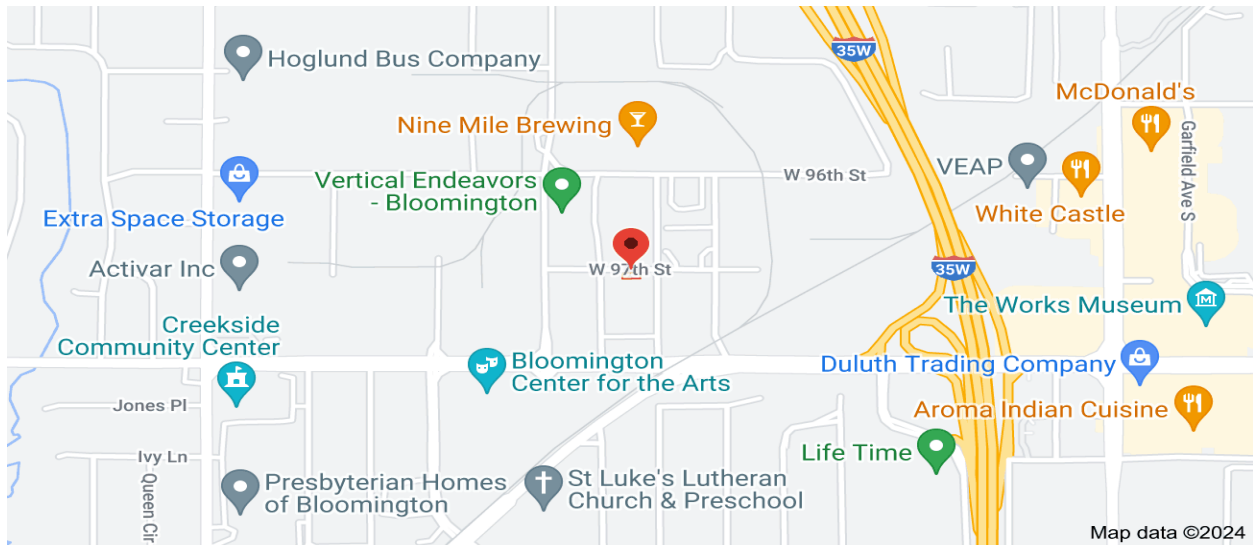 35W
Hoglund Bus Company
McDonald's
Nine Mile Brewing
Garfield Ave S
VEAP
W 96th St
Vertical Endeavors
- Bloomington
White Castle
Extra Space Storage
Activar Inc
W 97th St
35W
The Works Museum
Creekside
Community Center
Bloomington
Center for the Arts
Duluth Trading Company
Jones Pl
Aroma Indian Cuisine
Ivy Ln
Life Time
Queen Cir
Presbyterian Homes
of Bloomington
St Luke's Lutheran
Church & Preschool
Map data ©2024